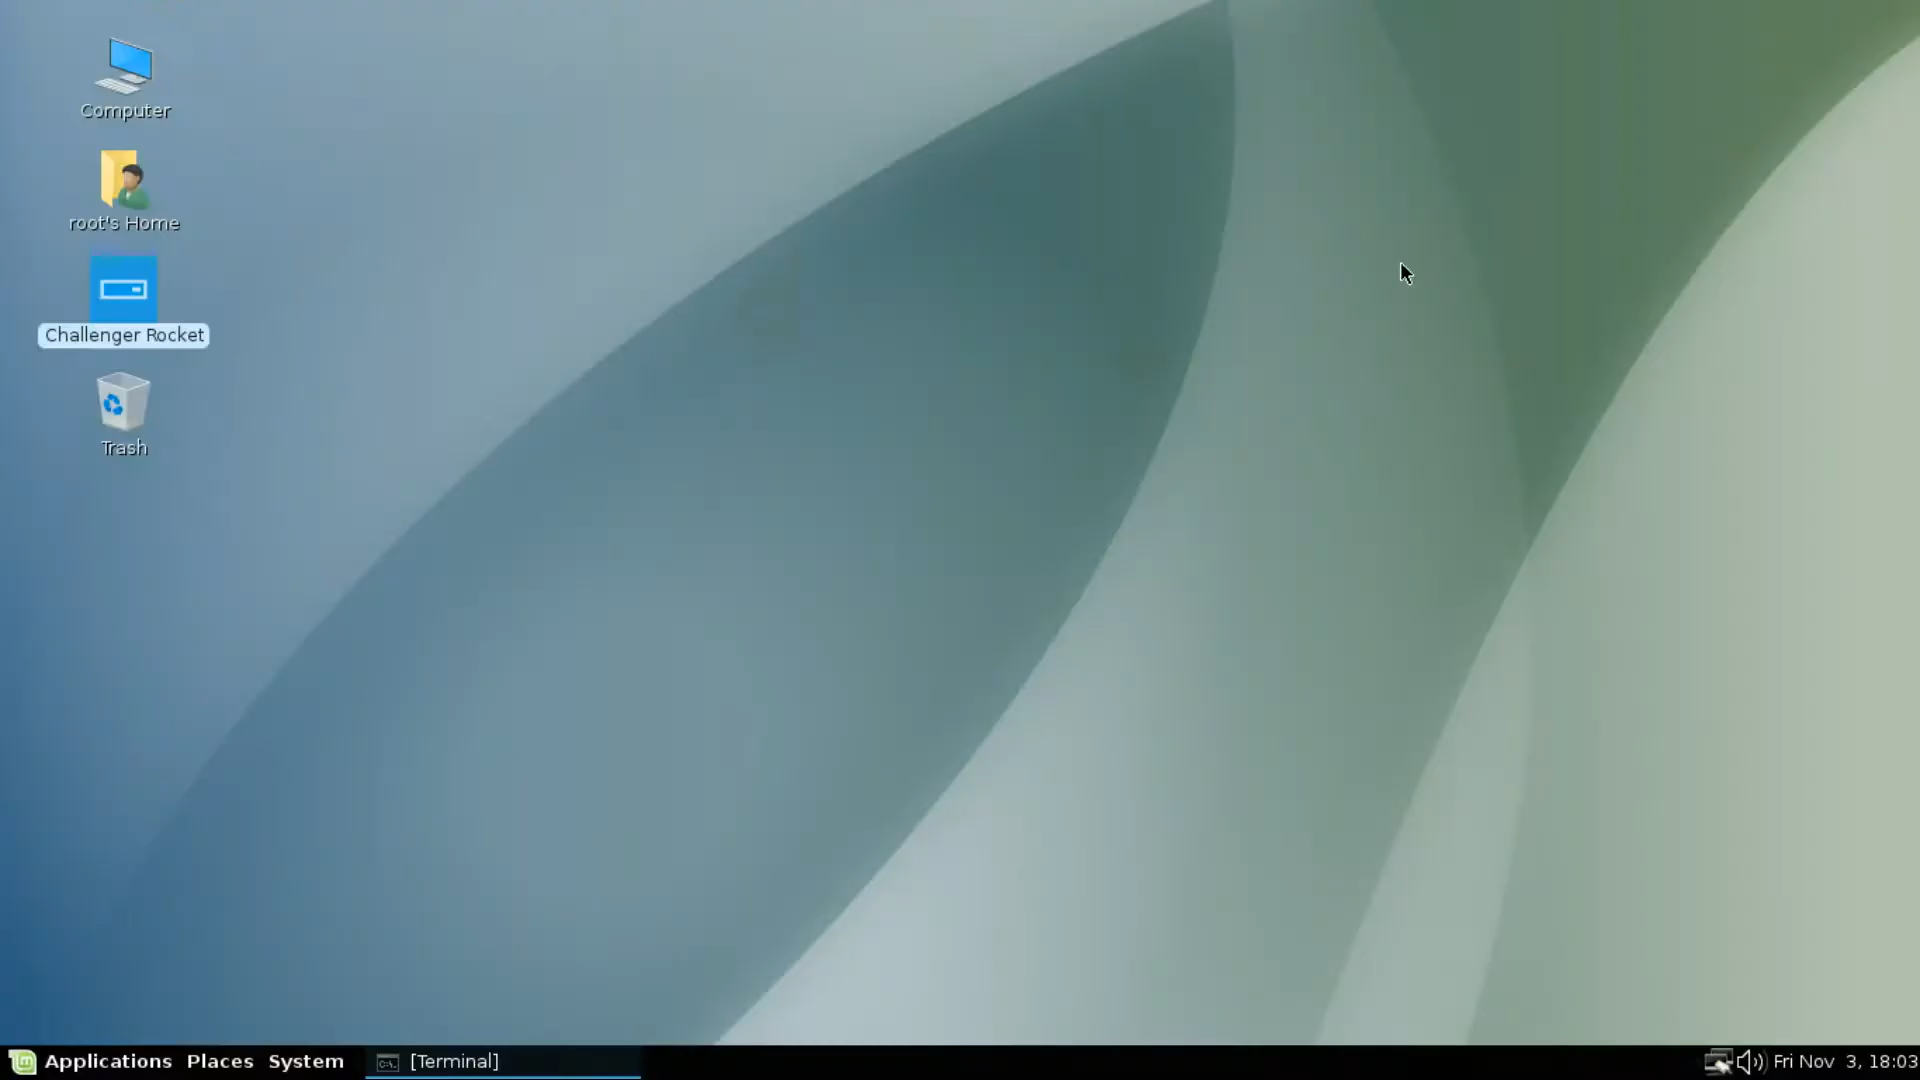 Computer
root's Home
Challenger Rocket
Trash
Applications Places System [Terminal] Fri Nov 3, 18:03